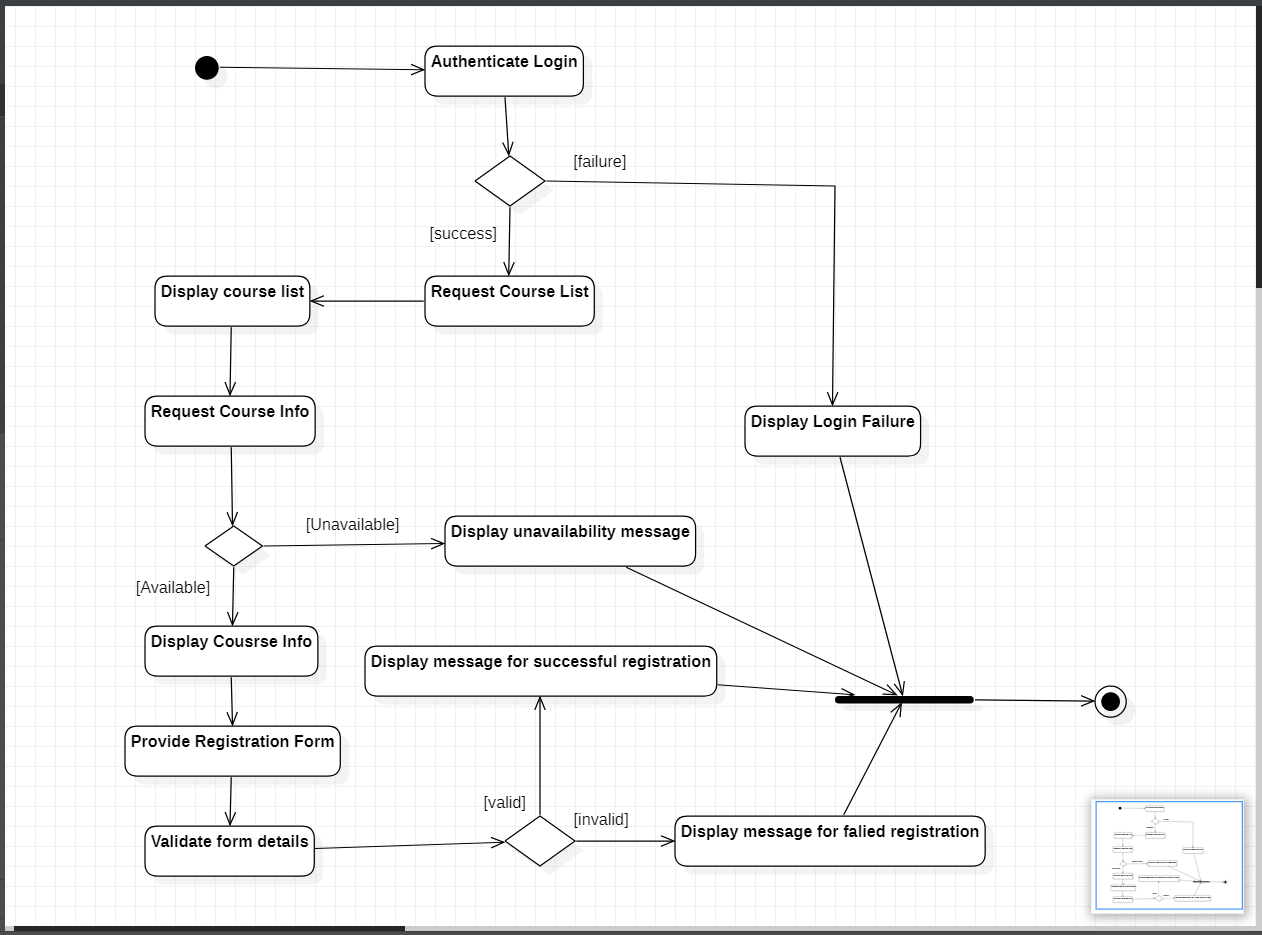 Authenticate Login
[failure]
[success]
Display course list
Request Course List
Request Course Info
Display Login Failure
[Unavailable]
Display unavailability message
[Available]
Display Cousrse Info
Display message for successful registration
Provide Registration Form
[valid]
[invalid]
Validate form details
Display message for falied registration